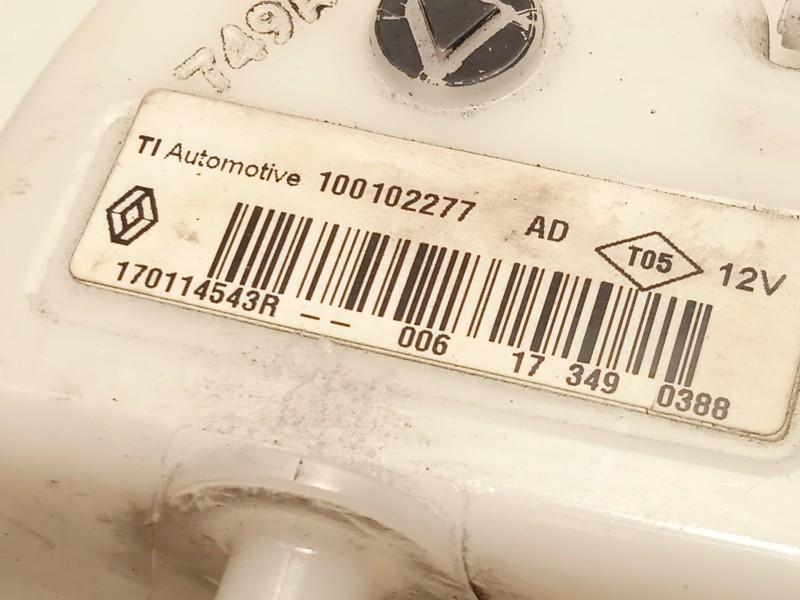 TI Automotive 100102277 AD T05 12V
170114543R -- 006 17 349 0388